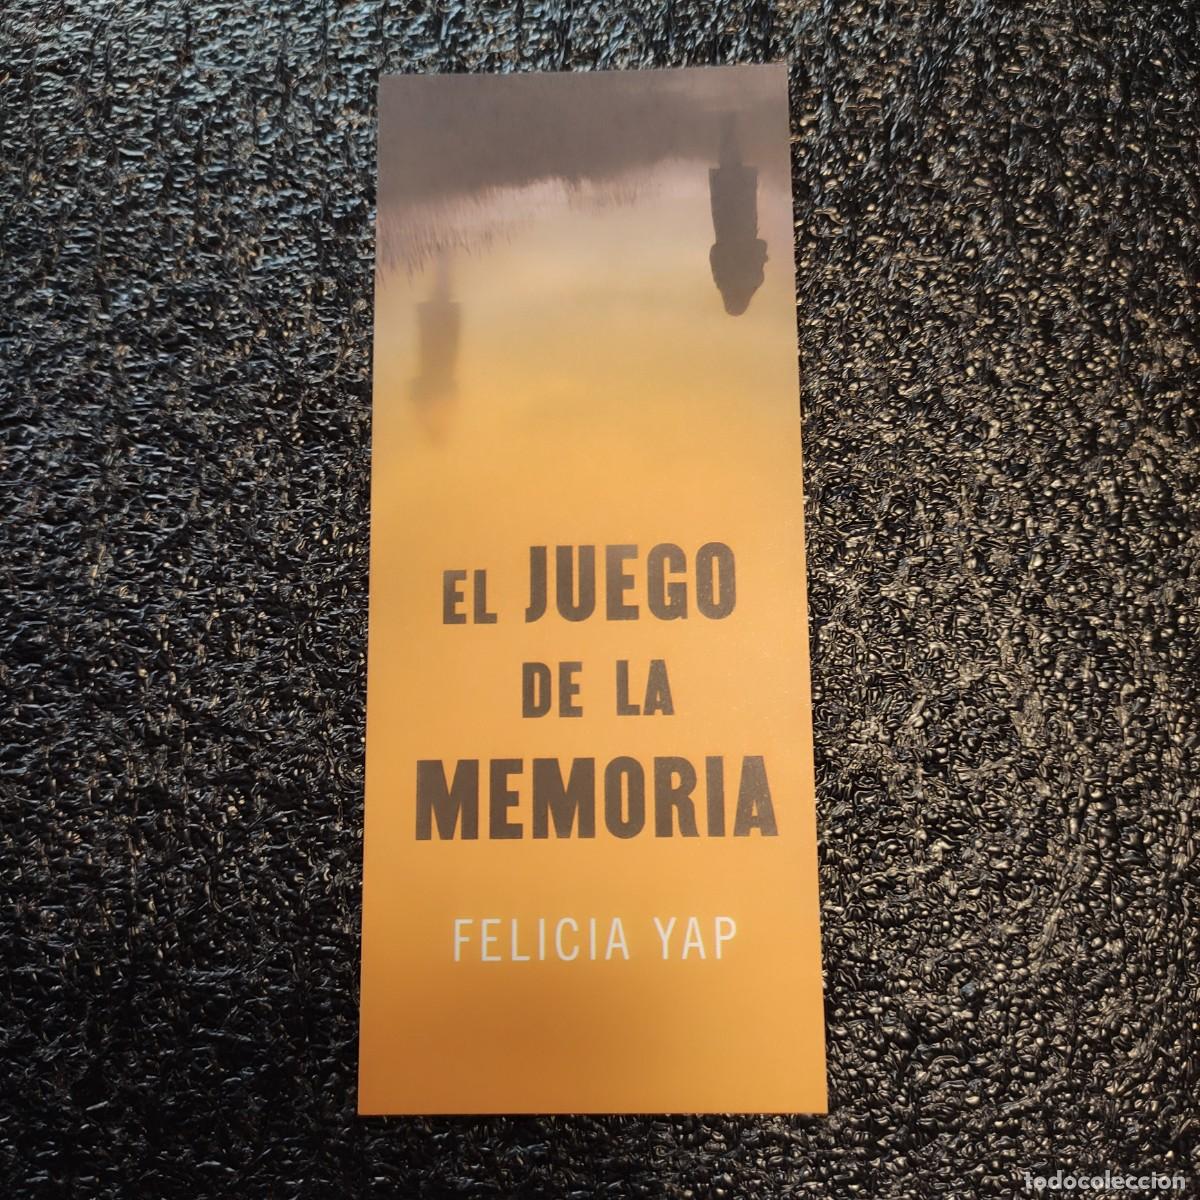 EL JUEGO
DE LA
MEMORIA
FELICIA YAP
todocoleccion